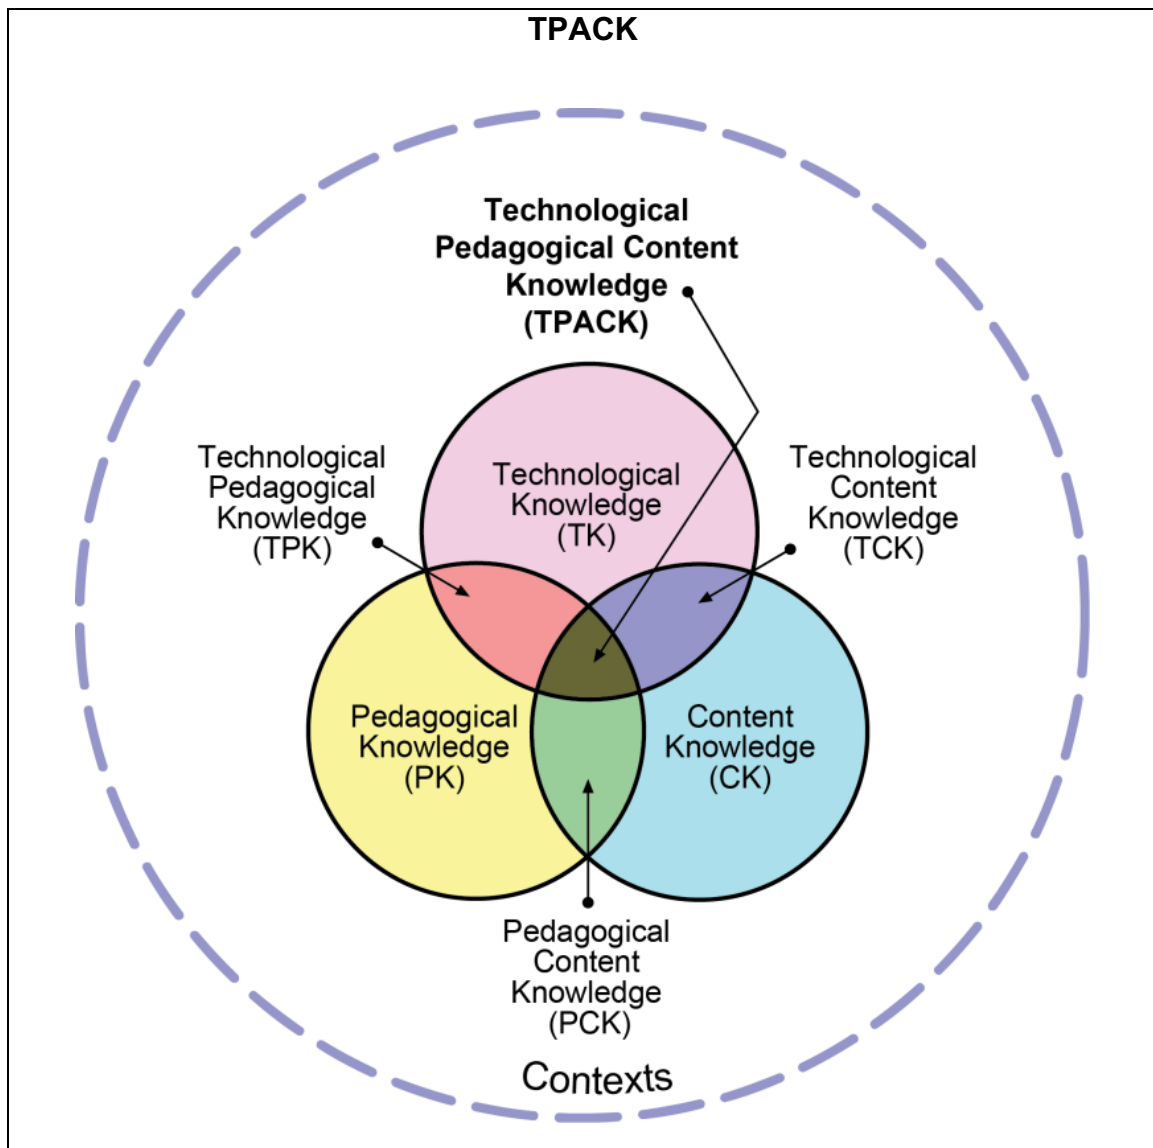 TPACK
Technological
Pedagogical Content
Knowledge
(TPACK)
Technological
Pedagogical
Knowledge
(TPK)
Technological
Knowledge
(TK)
Technological
Content
Knowledge
(TCK)
Pedagogical
Knowledge
(PK)
Content
Knowledge
(CK)
Pedagogical
Content
Knowledge
(PCK)
Contexts